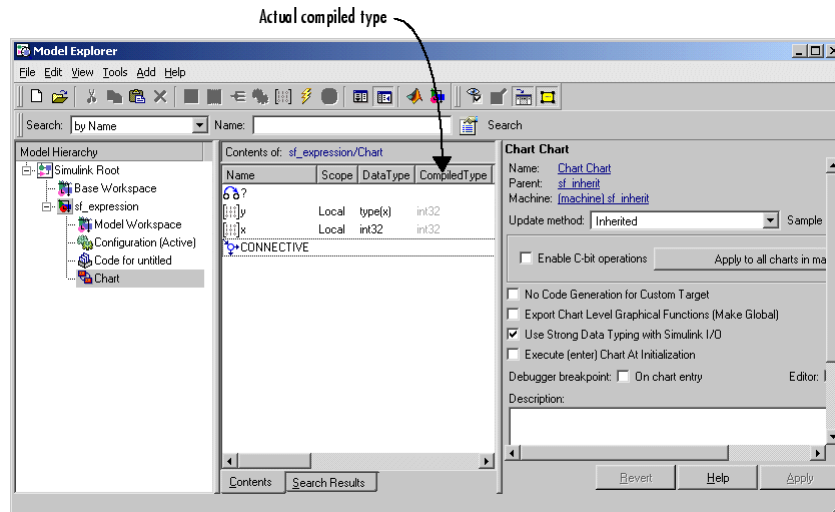 Actual compiled type
Model Explorer
File Edit View Tools Add Help
Search: by Name Name: Search
Model Hierarchy
Simulink Root
Base Workspace
sf_expression
Model Workspace
Configuration (Active)
Code for untitled
Chart
Contents of: sf_expression/Chart
Name Scope DataType CompiledType
?
y Local type(x) int32
x Local int32 int32
CONNECTIVE
Contents Search Results
Chart Chart
Name: Chart Chart
Parent: sf_inherit
Machine: (machine) sf_inherit
Update method: Inherited Sample
Enable C-bit operations Apply to all charts in ma
No Code Generation for Custom Target
Export Chart Level Graphical Functions (Make Global)
Use Strong Data Typing with Simulink I/O
Execute (enter) Chart At Initialization
Debugger breakpoint: On chart entry Editor:
Description:
Revert Help Apply